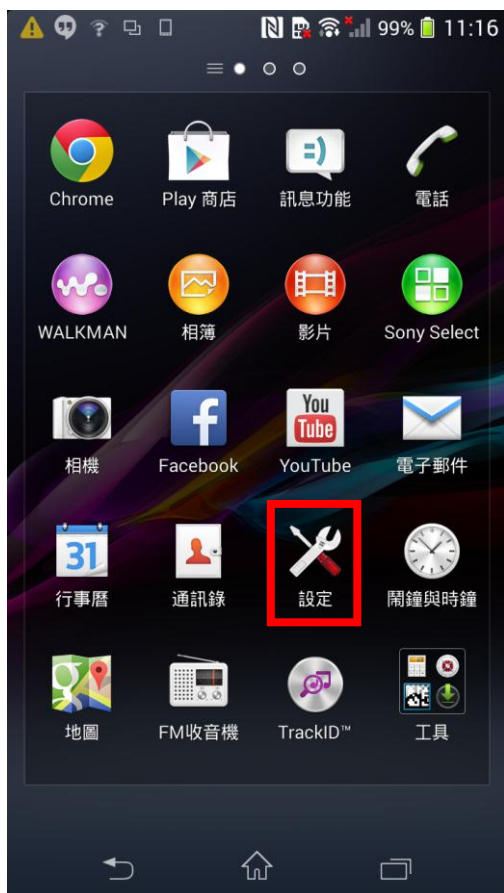 99% 11:16
Chrome
Play 商店
訊息功能
電話
WALKMAN
相簿
影片
Sony Select
You
Tube
相機
Facebook
YouTube
電子郵件
31
行事曆
通訊錄
設定
鬧鐘與時鐘
地圖
FM收音機
TrackID™
工具